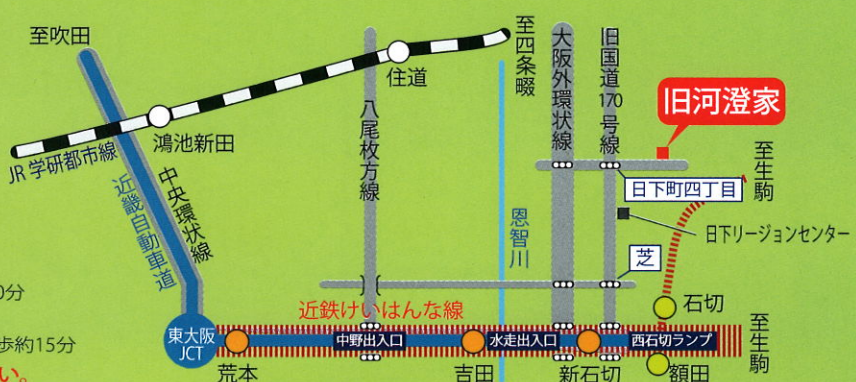 至吹田
至四条畷
大阪外環状線
旧国道170号線
住道
旧河澄家
鴻池新田
八尾枚方線
JR学研都市線
至生駒
日下町四丁目
中央環状線
近畿自動車道
恩智川
日下リージョンセンター
芝
0分
近鉄けいはんな線
石切
東大阪
JCT
中野出入口
水走出入口
西石切ランプ
至生駒
歩約15分
荒本
吉田
新石切
額田
い。